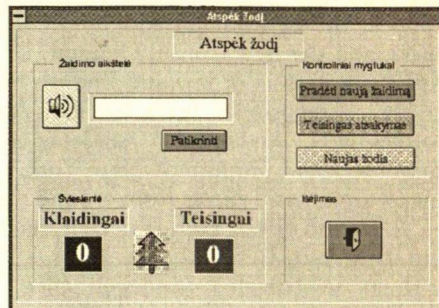 Atspėk žodį
Atspėk žodį
Žaidimo aikštelė
Patikrinti
Kontroliniai mygtukai
Pradėti naują žaidimą
Teisingas atsakymas
Naujas žodis
Švieslentė
Klaidingai
Teisingai
0
0
Išėjimas